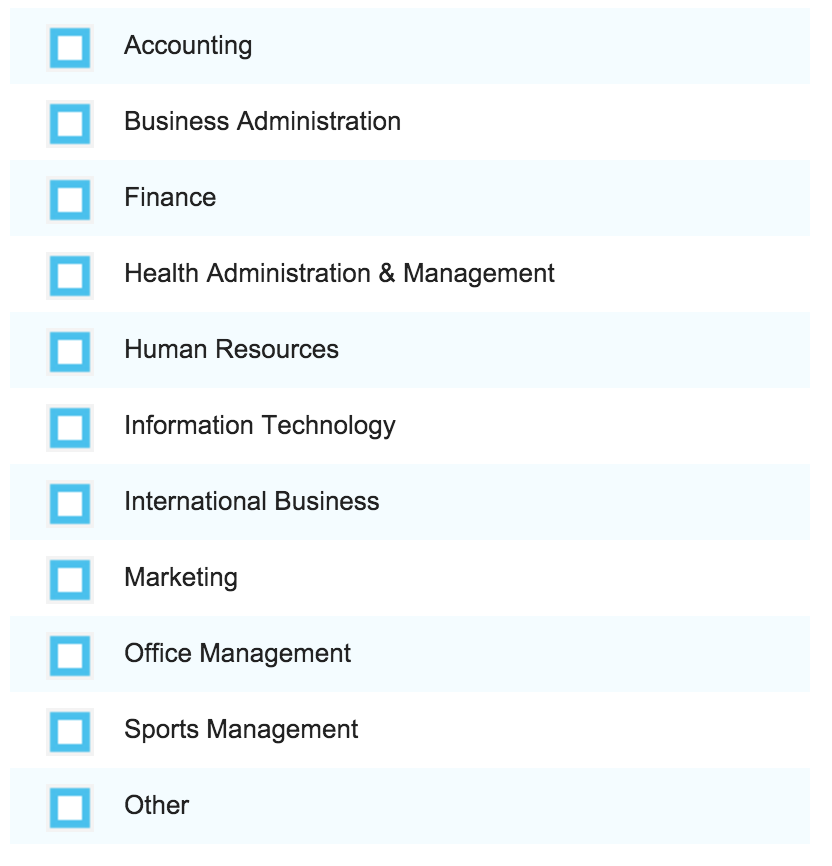 Accounting
Business Administration
Finance
Health Administration & Management
Human Resources
Information Technology
International Business
Marketing
Office Management
Sports Management
Other